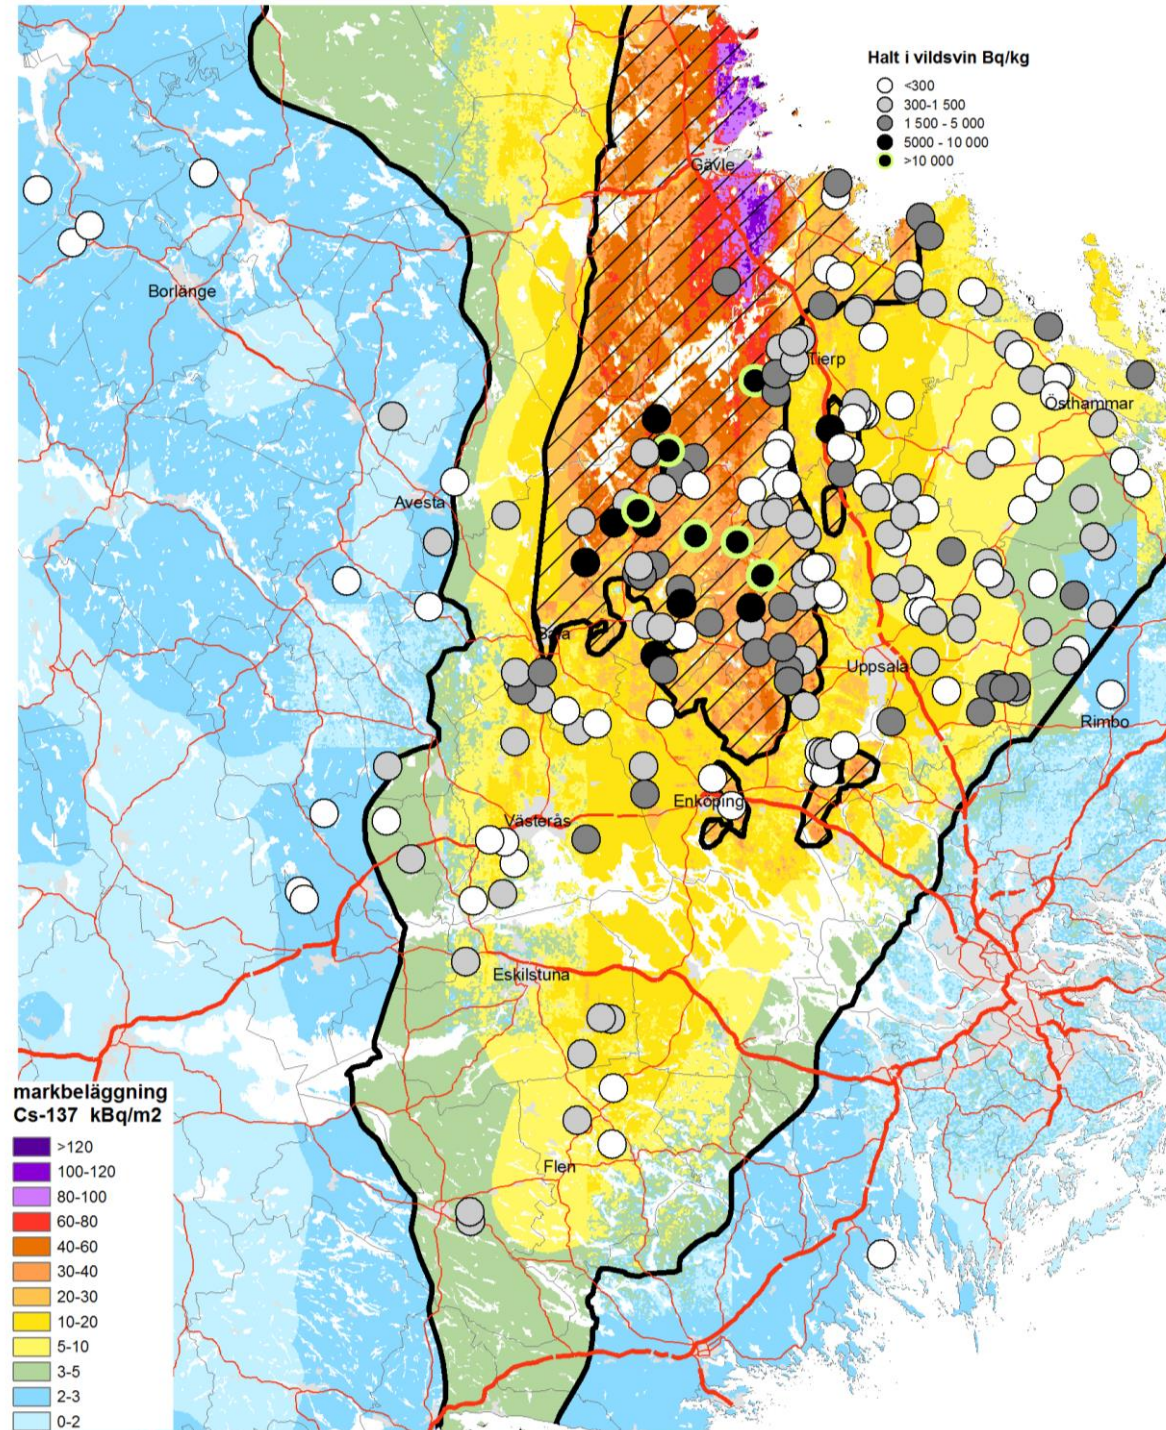 Halt i vildsvin Bq/kg
<300
300-1 500
1 500 - 5 000
5000 - 10 000
>10 000
Gävle
Borlänge
Tierp
Östhammar
Avesta
Sala
Uppsala
Rimbo
Enköping
Västerås
Eskilstuna
Flen
markbeläggning
Cs-137 kBq/m2
>120
100-120
80-100
60-80
40-60
30-40
20-30
10-20
5-10
3-5
2-3
0-2